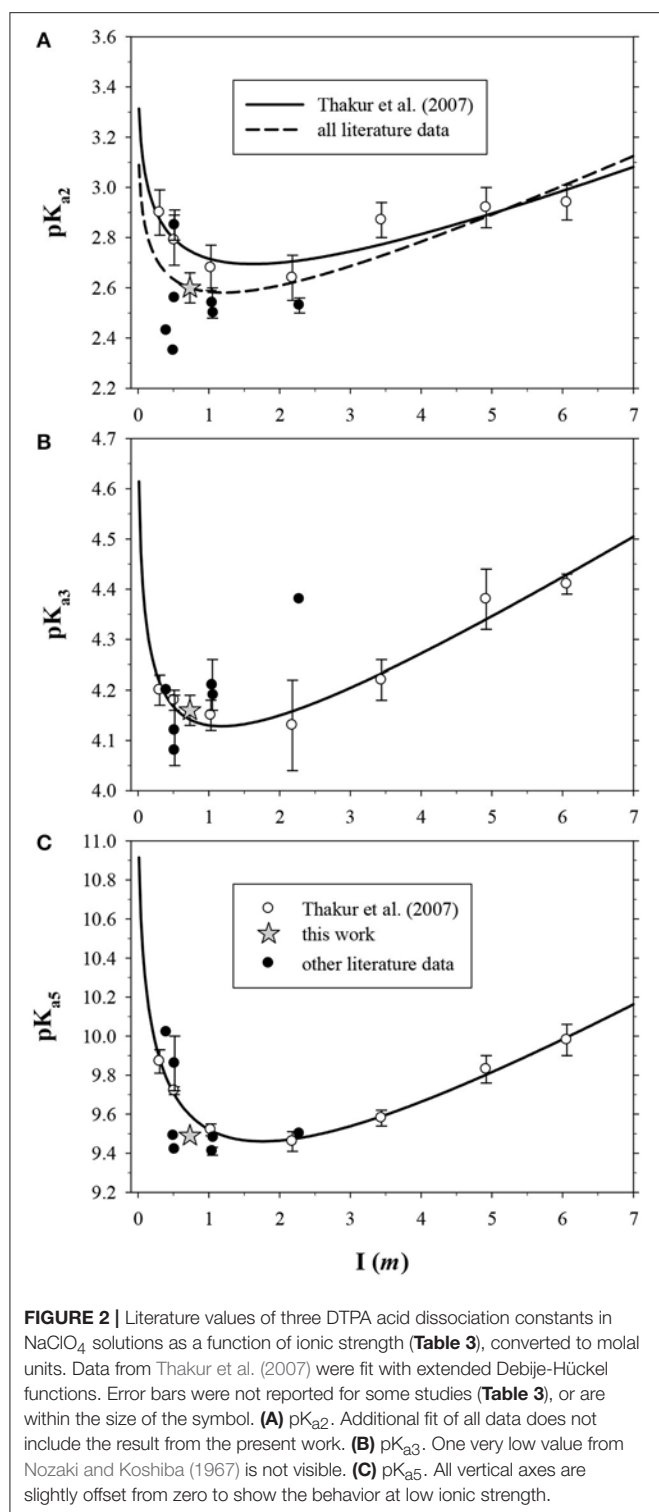 A
3.6
3.4
3.2
3.0
2.8
2.6
2.4
2.2
pKa2
Thakur et al. (2007)
all literature data
0 1 2 3 4 5 6 7
B
4.7
4.6
4.5
4.4
4.3
4.2
4.1
4.0
pKa3
0 1 2 3 4 5 6 7
C
11.0
10.8
10.6
10.4
10.2
10.0
9.8
9.6
9.4
9.2
pKa5
Thakur et al. (2007)
this work
other literature data
0 1 2 3 4 5 6 7
I (m)
FIGURE 2 | Literature values of three DTPA acid dissociation constants in
NaClO4 solutions as a function of ionic strength (Table 3), converted to molal
units. Data from Thakur et al. (2007) were fit with extended Debije-Hückel
functions. Error bars were not reported for some studies (Table 3), or are
within the size of the symbol. (A) pKa2. Additional fit of all data does not
include the result from the present work. (B) pKa3. One very low value from
Nozaki and Koshiba (1967) is not visible. (C) pKa5. All vertical axes are
slightly offset from zero to show the behavior at low ionic strength.